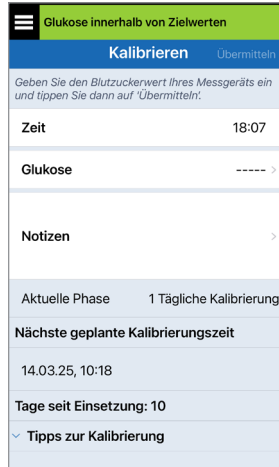 Glukose innerhalb von Zielwerten
Kalibrieren Übermitteln
Geben Sie den Blutzuckerwert Ihres Messgeräts ein
und tippen Sie dann auf 'Übermitteln'.
Zeit 18:07
Glukose -----
Notizen
Aktuelle Phase 1 Tägliche Kalibrierung
Nächste geplante Kalibrierungszeit
14.03.25, 10:18
Tage seit Einsetzung: 10
Tipps zur Kalibrierung